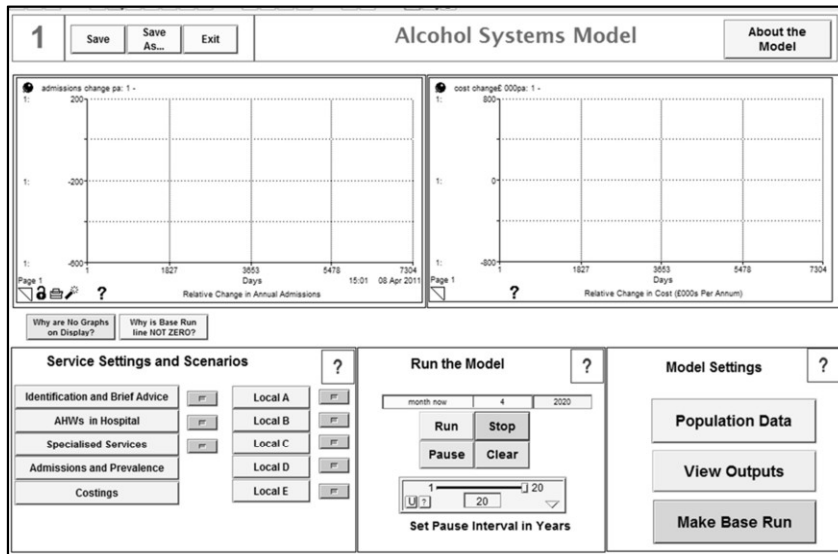 1
Save
Save As...
Exit
Alcohol Systems Model
About the Model
admissions change pa: 1 -
1: 200
1: -200
1: -600
1 1827 3653 5478 7304
Page 1
Days
15:01 08 Apr 2011
?
Relative Change in Annual Admissions
cost change£ 000pa: 1 -
1: 800
1: 0
1: -800
1 1827 3653 5478 7304
Page 1
Days
?
Relative Change in Cost (£000s Per Annum)
Why are No Graphs
on Display?
Why is Base Run
line NOT ZERO?
Service Settings and Scenarios
?
Identification and Brief Advice
AHWs in Hospital
Specialised Services
Admissions and Prevalence
Costings
Local A
Local B
Local C
Local D
Local E
Run the Model
?
month now 4 2020
Run
Stop
Pause
Clear
1 20
U ? 20
Set Pause Interval in Years
Model Settings
?
Population Data
View Outputs
Make Base Run